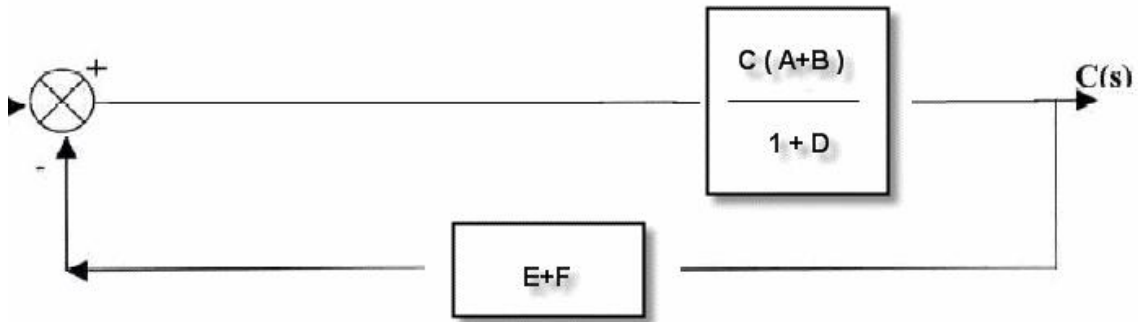 +
C ( A+B )
1 + D
C(s)
-
E+F